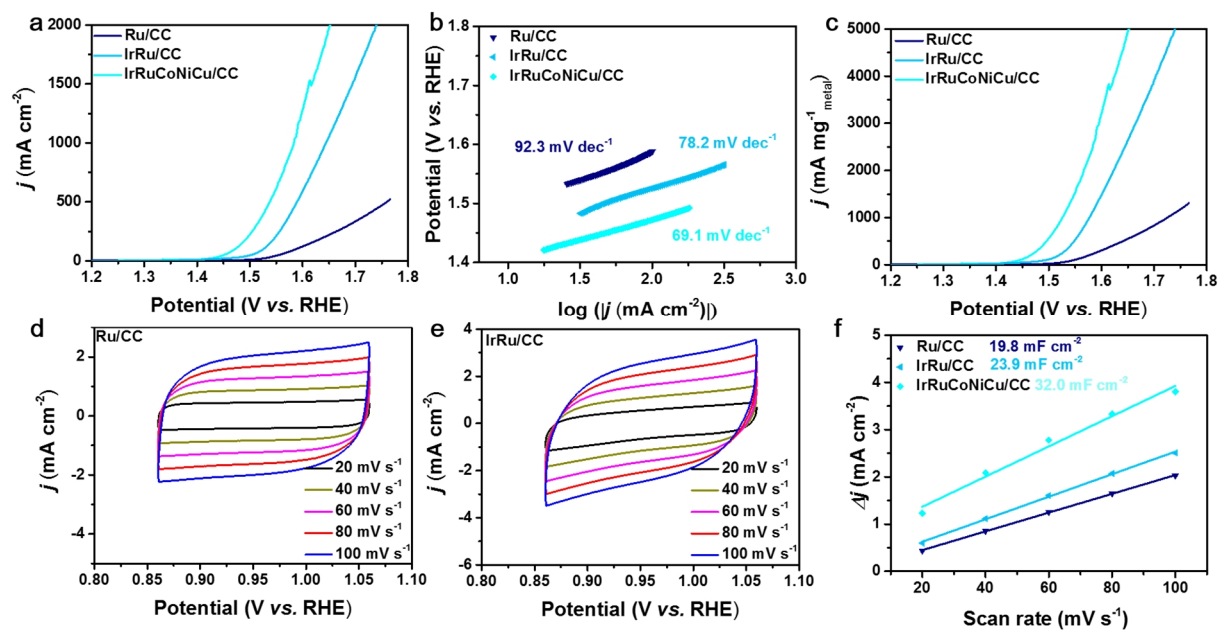 a
2000
1500
1000
500
0
1.2 1.3 1.4 1.5 1.6 1.7 1.8
j (mA cm⁻²)
Potential (V vs. RHE)
Ru/CC
IrRu/CC
IrRuCoNiCu/CC
b
1.8
1.7
1.6
1.5
1.4
1.0 1.5 2.0 2.5 3.0
Potential (V vs. RHE)
log (|j (mA cm⁻²)|)
Ru/CC
IrRu/CC
IrRuCoNiCu/CC
92.3 mV dec⁻¹
78.2 mV dec⁻¹
69.1 mV dec⁻¹
c
5000
4000
3000
2000
1000
0
1.2 1.3 1.4 1.5 1.6 1.7 1.8
j (mA mg⁻¹metal)
Potential (V vs. RHE)
Ru/CC
IrRu/CC
IrRuCoNiCu/CC
d
Ru/CC
2
0
-2
-4
0.80 0.85 0.90 0.95 1.00 1.05 1.10
j (mA cm⁻²)
Potential (V vs. RHE)
20 mV s⁻¹
40 mV s⁻¹
60 mV s⁻¹
80 mV s⁻¹
100 mV s⁻¹
e
IrRu/CC
4
2
0
-2
-4
-6
0.80 0.85 0.90 0.95 1.00 1.05 1.10
j (mA cm⁻²)
Potential (V vs. RHE)
20 mV s⁻¹
40 mV s⁻¹
60 mV s⁻¹
80 mV s⁻¹
100 mV s⁻¹
f
5
4
3
2
1
0
20 40 60 80 100
Δj (mA cm⁻²)
Scan rate (mV s⁻¹)
Ru/CC 19.8 mF cm⁻²
IrRu/CC 23.9 mF cm⁻²
IrRuCoNiCu/CC 32.0 mF cm⁻²